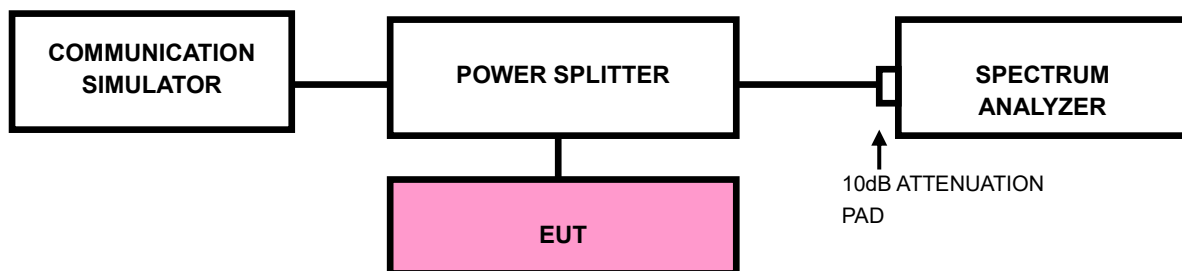 COMMUNICATION
SIMULATOR
POWER SPLITTER
SPECTRUM
ANALYZER
10dB ATTENUATION
PAD
EUT